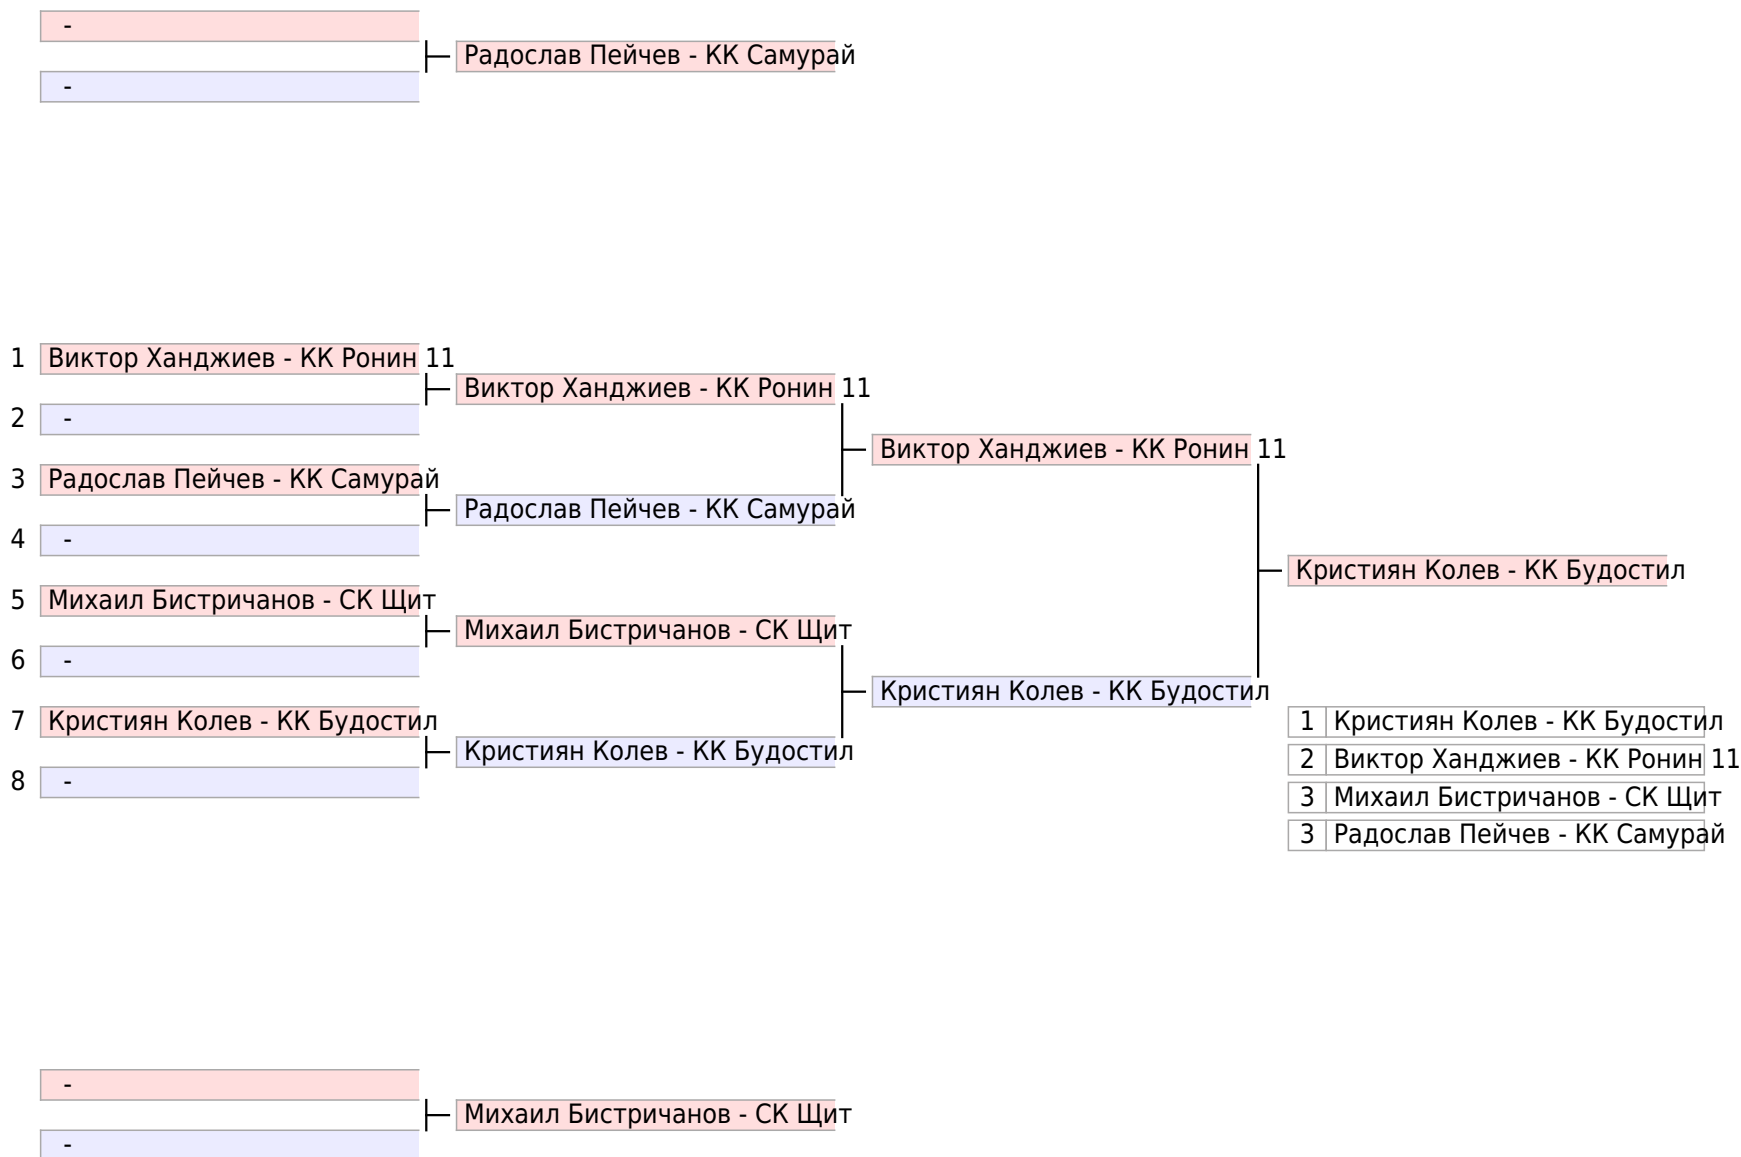 -
Радослав Пейчев - КК Самурай
-
1 Виктор Ханджиев - КК Ронин 11
Виктор Ханджиев - КК Ронин 11
2 -
Виктор Ханджиев - КК Ронин 11
3 Радослав Пейчев - КК Самурай
Радослав Пейчев - КК Самурай
4 -
Кристиян Колев - КК Будостил
5 Михаил Бистричанов - СК Щит
Михаил Бистричанов - СК Щит
6 -
Кристиян Колев - КК Будостил
7 Кристиян Колев - КК Будостил
1 Кристиян Колев - КК Будостил
Кристиян Колев - КК Будостил
2 Виктор Ханджиев - КК Ронин 11
8 -
3 Михаил Бистричанов - СК Щит
3 Радослав Пейчев - КК Самурай
-
Михаил Бистричанов - СК Щит
-